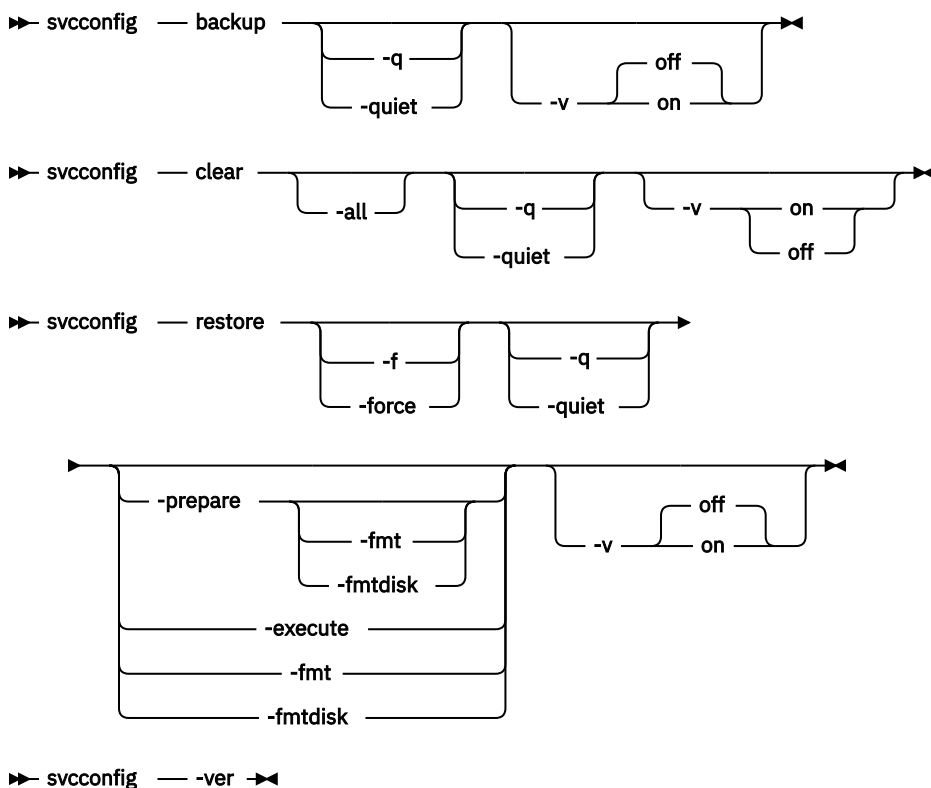 svcconfig backup
-q
-quiet
off
-v on
svcconfig clear
-all
-q
-quiet
-v on
off
svcconfig restore
-f
-force
-q
-quiet
-prepare
-fmt
-fmtdisk
-execute
-fmt
-fmtdisk
off
-v on
svcconfig -ver